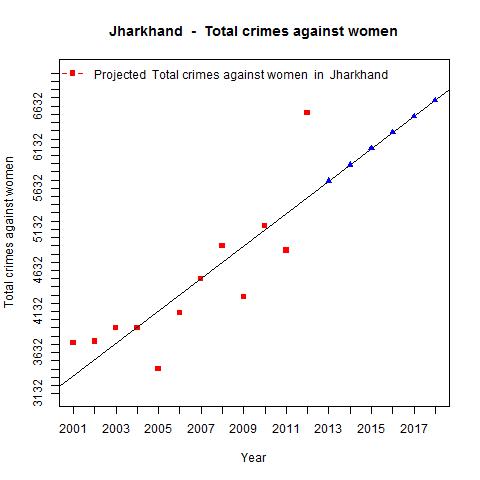 Jharkhand - Total crimes against women
Projected Total crimes against women in Jharkhand
Total crimes against women
6632
6132
5632
5132
4632
4132
3632
3132
2001 2003 2005 2007 2009 2011 2013 2015 2017
Year